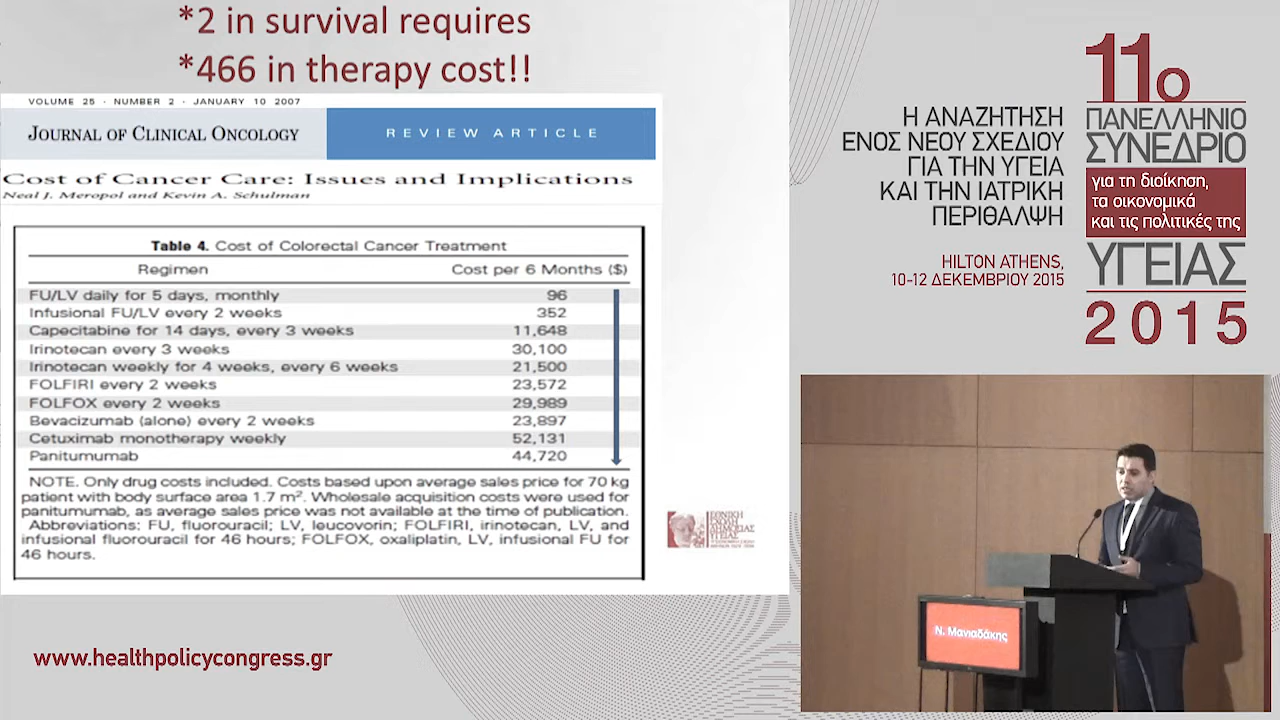 *2 in survival requires
*466 in therapy cost!!
VOLUME 25 · NUMBER 2 · JANUARY 10 2007
JOURNAL OF CLINICAL ONCOLOGY
REVIEW ARTICLE
Cost of Cancer Care: Issues and Implications
Neal J. Meropol and Kevin A. Schulman
Table 4. Cost of Colorectal Cancer Treatment
Regimen Cost per 6 Months ($)
FU/LV daily for 5 days, monthly 96
Infusional FU/LV every 2 weeks 352
Capecitabine for 14 days, every 3 weeks 11,648
Irinotecan every 3 weeks 30,100
Irinotecan weekly for 4 weeks, every 6 weeks 21,500
FOLFIRI every 2 weeks 23,572
FOLFOX every 2 weeks 29,989
Bevacizumab (alone) every 2 weeks 23,897
Cetuximab monotherapy weekly 52,131
Panitumumab 44,720
NOTE. Only drug costs included. Costs based upon average sales price for 70 kg
patient with body surface area 1.7 m². Wholesale acquisition costs were used for
panitumumab, as average sales price was not available at the time of publication.
Abbreviations: FU, fluorouracil; LV, leucovorin; FOLFIRI, irinotecan, LV, and
infusional fluorouracil for 46 hours; FOLFOX, oxaliplatin, LV, infusional FU for
46 hours.
ΕΘΝΙΚΗ
ΣΧΟΛΗ
ΔΗΜΟΣΙΑΣ
ΥΓΕΙΑΣ
Η ΑΝΑΖΗΤΗΣΗ
ΕΝΟΣ ΝΕΟΥ ΣΧΕΔΙΟΥ
ΓΙΑ ΤΗΝ ΥΓΕΙΑ
ΚΑΙ ΤΗΝ ΙΑΤΡΙΚΗ
ΠΕΡΙΘΑΛΨΗ
HILTON ATHENS,
10-12 ΔΕΚΕΜΒΡΙΟΥ 2015
11ο
ΠΑΝΕΛΛΗΝΙΟ
ΣΥΝΕΔΡΙΟ
για τη διοίκηση,
τα οικονομικά
και τις πολιτικές της
ΥΓΕΙΑΣ
2015
Ν. Μανιαδάκης